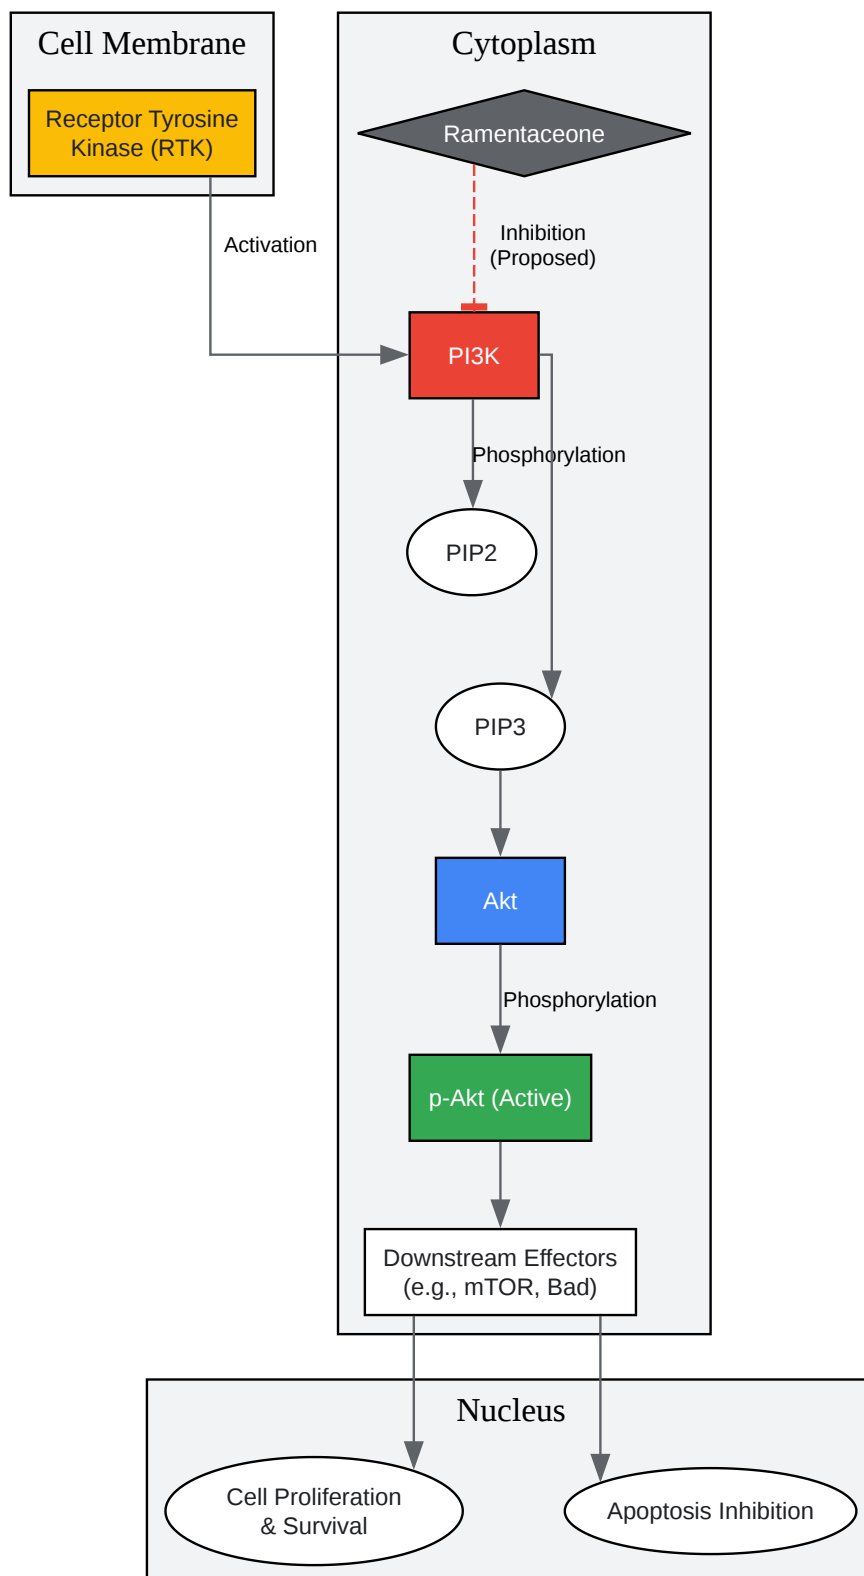 Cell Membrane
Receptor Tyrosine
Kinase (RTK)
Activation
Cytoplasm
Ramentaceone
Inhibition
(Proposed)
PI3K
Phosphorylation
PIP2
PIP3
Akt
Phosphorylation
p-Akt (Active)
Downstream Effectors
(e.g., mTOR, Bad)
Nucleus
Cell Proliferation
& Survival
Apoptosis Inhibition